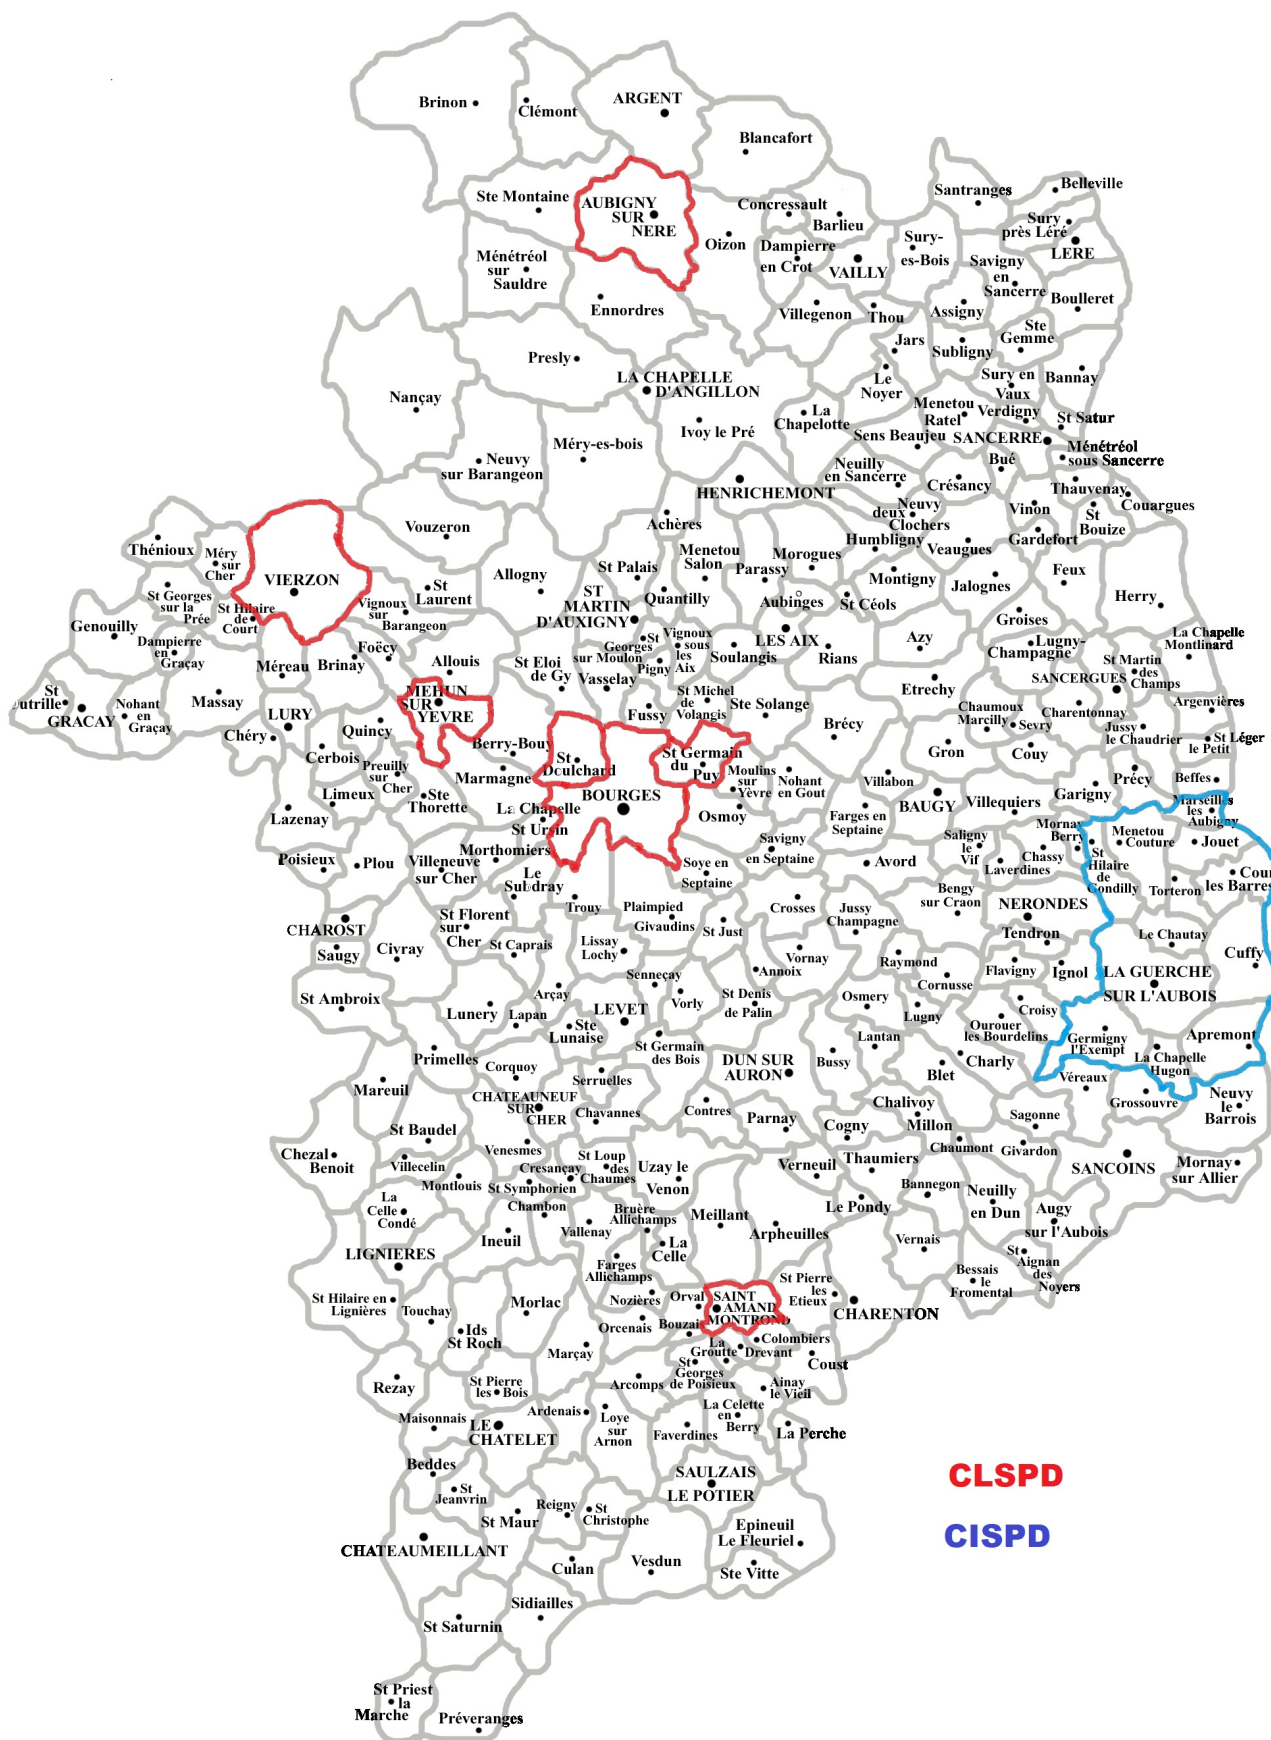 Brinon
Clémont
ARGENT
Blancafort
Ste Montaine
AUBIGNY
SUR
NERE
Concressault
Barlieu
Santranges
Belleville
Sury
près Léré
LERE
Oizon
Dampierre
en Crot
VAILLY
Sury-
es-Bois
Savigny
en
Sancerre
Boulleret
Ménétréol
sur
Sauldre
Ennordres
Villegenon
Thou
Assigny
Ste
Gemme
Jars
Subligny
Presly
LA CHAPELLE
D'ANGILLON
Le
Noyer
Sury en
Vaux
Bannay
Nançay
Ivoy le Pré
La
Chapelotte
Menetou
Ratel
Verdigny
St Satur
Sens Beaujeu
SANCERRE
Ménétréol
sous Sancerre
Méry-es-bois
Neuvy
sur Barangeon
Neuilly
en Sancerre
Bué
Crésancy
Thauvenay
Couargues
HENRICHEMONT
Neuvy
deux
Clochers
Vinon
St
Bouize
Vouzeron
Achères
Humbligny
Veaugues
Gardefort
Thénioux
Méry
sur
Cher
VIERZON
Menetou
Salon
Morogues
Parassy
Montigny
Jalognes
Feux
Herry
St Georges
sur la
Prée
St Hilaire
de
Court
St
Laurent
Vignoux
sur
Barangeon
Allogny
St Palais
ST
MARTIN
D'AUXIGNY
Quantilly
Aubinges
St Céols
Groises
Genouilly
Dampierre
en
Graçay
Méreau
Brinay
Foëcy
Allouis
St Eloi
de Gy
St
Georges
sur Moulon
Pigny
Vignoux
sous
les
Aix
Vasselay
Soulangis
LES AIX
Rians
Azy
Lugny-
Champagne
La Chapelle
Montlinard
St Martin
des
Champs
SANCERGUES
Etrechy
St
utrille
GRACAY
Nohant
en
Graçay
Massay
LURY
Chéry
Quincy
MEHUN
SUR
YEVRE
Fussy
St Michel
de
Volangis
Ste Solange
Brécy
Chaumoux
Marcilly
Sevry
Charentonnay
Argenvières
Jussy
le Chaudrier
St Léger
le Petit
Cerbois
Preuilly
sur
Cher
Berry-Bouy
Marmagne
St
Doulchard
St Germain
du
Puy
Moulins
sur
Yèvre
Nohant
en Gout
Villabon
Gron
Couy
Précy
Beffes
Limeux
Ste
Thorette
La Chapelle
St Ursin
BOURGES
Osmoy
Farges en
Septaine
BAUGY
Villequiers
Garigny
Marseilles
les
Aubigny
Lazenay
Savigny
en Septaine
Saligny
le
Vif
Mornay
Berry
Menetou
Couture
Jouet
Poisieux
Plou
Villeneuve
sur Cher
Morthomiers
Le
Subdray
Soye en
Septaine
Avord
Laverdines
Chassy
St
Hilaire
de
Gondilly
Torteron
Cour
les Barres
Trouy
Plaimpied
Givaudins
Crosses
Jussy
Champagne
Bengy
sur Craon
NERONDES
Tendron
Le Chautay
CHAROST
Saugy
Civray
St Florent
sur
Cher
St Caprais
Lissay
Lochy
St Just
Vornay
Annoix
Raymond
Cornusse
Flavigny
Ignol
LA GUERCHE
SUR L'AUBOIS
Cuffy
St Ambroix
Lunery
Lapan
Arçay
Senneçay
Vorly
LEVET
Ste
Lunaise
St Denis
de Palin
Osmery
Lugny
Croisy
Ourouer
les Bourdelins
Germigny
l'Exempt
Apremont
Primelles
St Germain
des Bois
DUN SUR
AURON
Bussy
Lantan
Blet
Charly
La Chapelle
Hugon
Mareuil
Corquoy
Serruelles
CHATEAUNEUF
SUR
CHER
Chavannes
Contres
Parnay
Cogny
Chalivoy
Millon
Véreaux
Grossouvre
Neuvy
le
Barrois
Sagonne
St Baudel
Chezal
Benoit
Villecelin
Montlouis
Venesmes
Cresançay
St Symphorien
St Loup
des
Chaumes
Uzay le
Venon
Verneuil
Thaumiers
Chaumont
Givardon
SANCOINS
Mornay
sur Allier
La
Celle
Condé
Chambon
Vallenay
Bruère
Allichamps
Meillant
Arpheuilles
Le Pondy
Bannegon
Neuilly
en Dun
Augy
sur l'Aubois
LIGNIERES
Ineuil
La
Celle
Farges
Allichamps
Vernais
St
Aignan
des
Noyers
Bessais
le
Fromental
St Hilaire en
Lignières
Touchay
Morlac
Nozières
Orval
SAINT
AMAND
MONTROND
St Pierre
les
Etieux
CHARENTON
Ids
St Roch
Orcenais
Bouzais
Marçay
La
Groutte
Colombiers
Drevant
Coust
Rezay
St Pierre
les Bois
Arcomps
St
Georges
de Poisieux
Ainay
le Vieil
Maisonnais
LE
CHATELET
Ardenais
Loye
sur
Arnon
Faverdines
La Celette
en
Berry
La Perche
Beddes
St
Jeanvrin
SAULZAIS
LE POTIER
CLSPD
Reigny
St
Christophe
St Maur
Epineuil
Le Fleuriel
CISPD
CHATEAUMEILLANT
Culan
Vesdun
Ste Vitte
Sidiailles
St Saturnin
St Priest
la
Marche
Préveranges